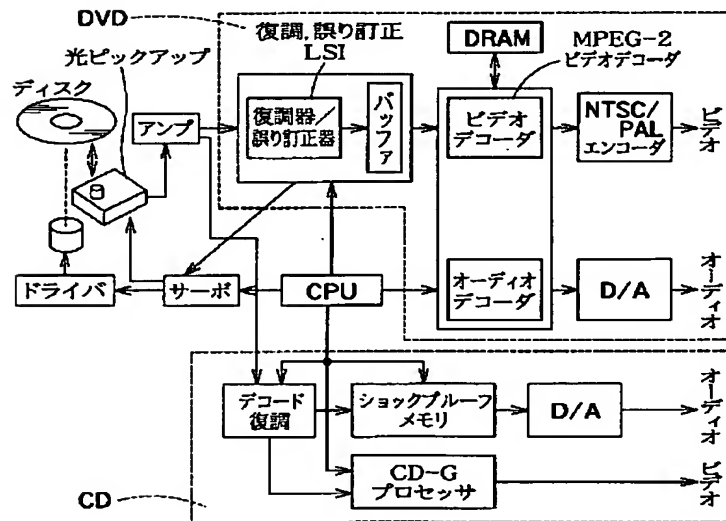 DVD
光ピックアップ
ディスク
アンプ
復調,誤り訂正
LSI
復調器/
誤り訂正器
バッファ
DRAM
MPEG-2
ビデオデコーダ
ビデオ
デコーダ
NTSC/
PAL
エンコーダ
ビデオ
ドライバ
サーボ
CPU
オーディオ
デコーダ
D/A
オーディオ
デコード
復調
ショックプルーフ
メモリ
D/A
オーディオ
CD-G
プロセッサ
ビデオ
CD